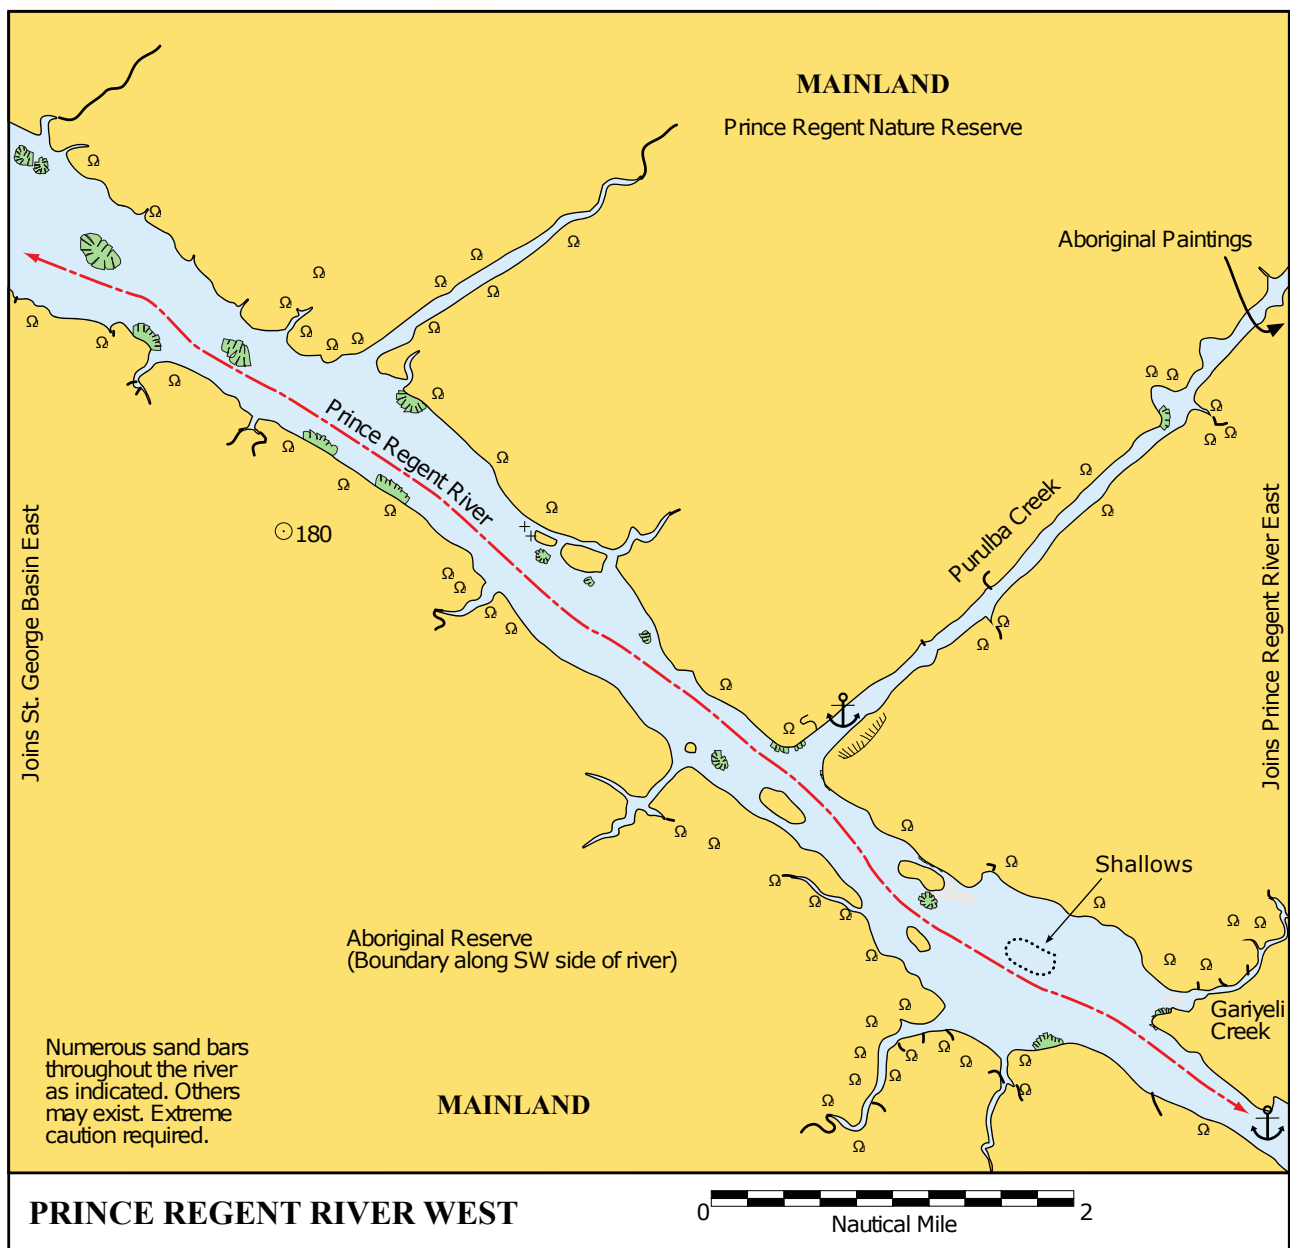 MAINLAND
Prince Regent Nature Reserve
Aboriginal Paintings
Prince Regent River
Purulba Creek
180
Joins St. George Basin East
Joins Prince Regent River East
Shallows
Aboriginal Reserve
(Boundary along SW side of river)
Gariyeli
Creek
Numerous sand bars
throughout the river
as indicated. Others
may exist. Extreme
caution required.
MAINLAND
PRINCE REGENT RIVER WEST
0
2
Nautical Mile